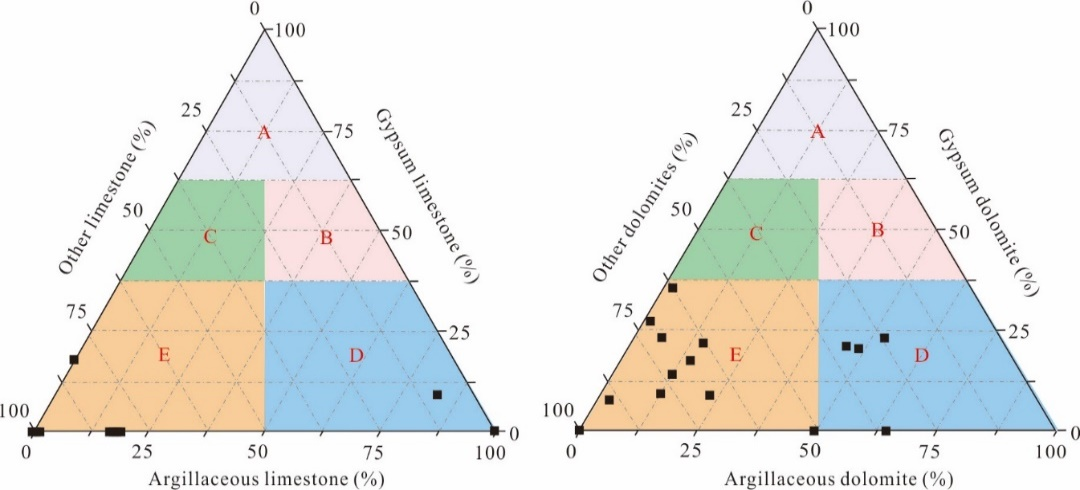 0
100
25
A
75
Other limestone (%)
Gypsum limestone (%)
50
C
B
50
75
E
D
25
100
0
0
25
50
75
100
Argillaceous limestone (%)
0
100
25
A
75
Other dolomites (%)
Gypsum dolomite (%)
50
C
B
50
75
E
D
25
100
0
0
25
50
75
100
Argillaceous dolomite (%)